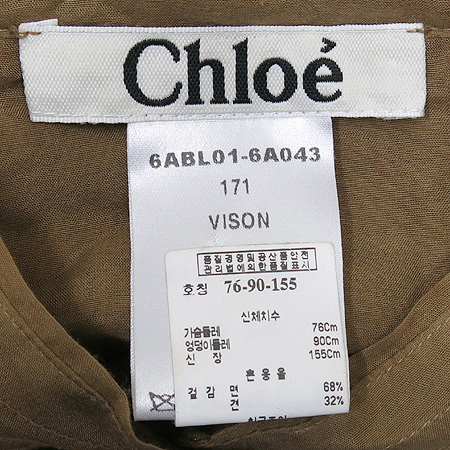 Chloé
6ABL01-6A043
171
VISON
품질경영및공산품안전
관리법에의한품질표시
호칭 76-90-155
신체치수
가슴둘레 76Cm
엉덩이둘레 90Cm
신 장 155Cm
혼 용 율
겉 감 면 68%
32%